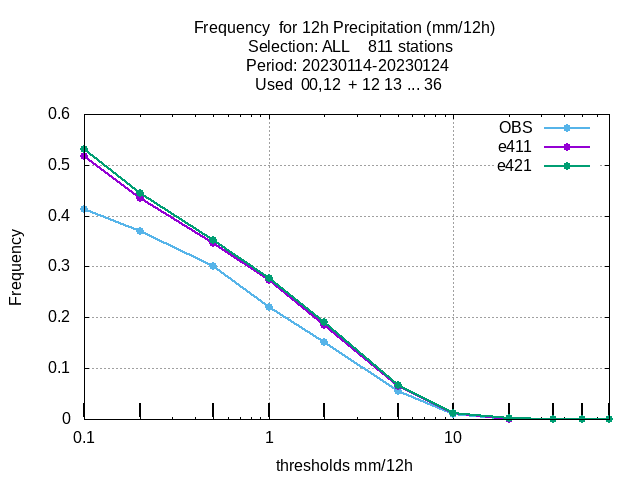 Frequency  for 12h Precipitation (mm/12h)
Selection: ALL    811 stations
Period: 20230114-20230124
Used  00,12  + 12 13 ... 36
OBS
e411
e421
0.6
0.5
0.4
0.3
0.2
0.1
0
Frequency
0.1
1
10
thresholds mm/12h